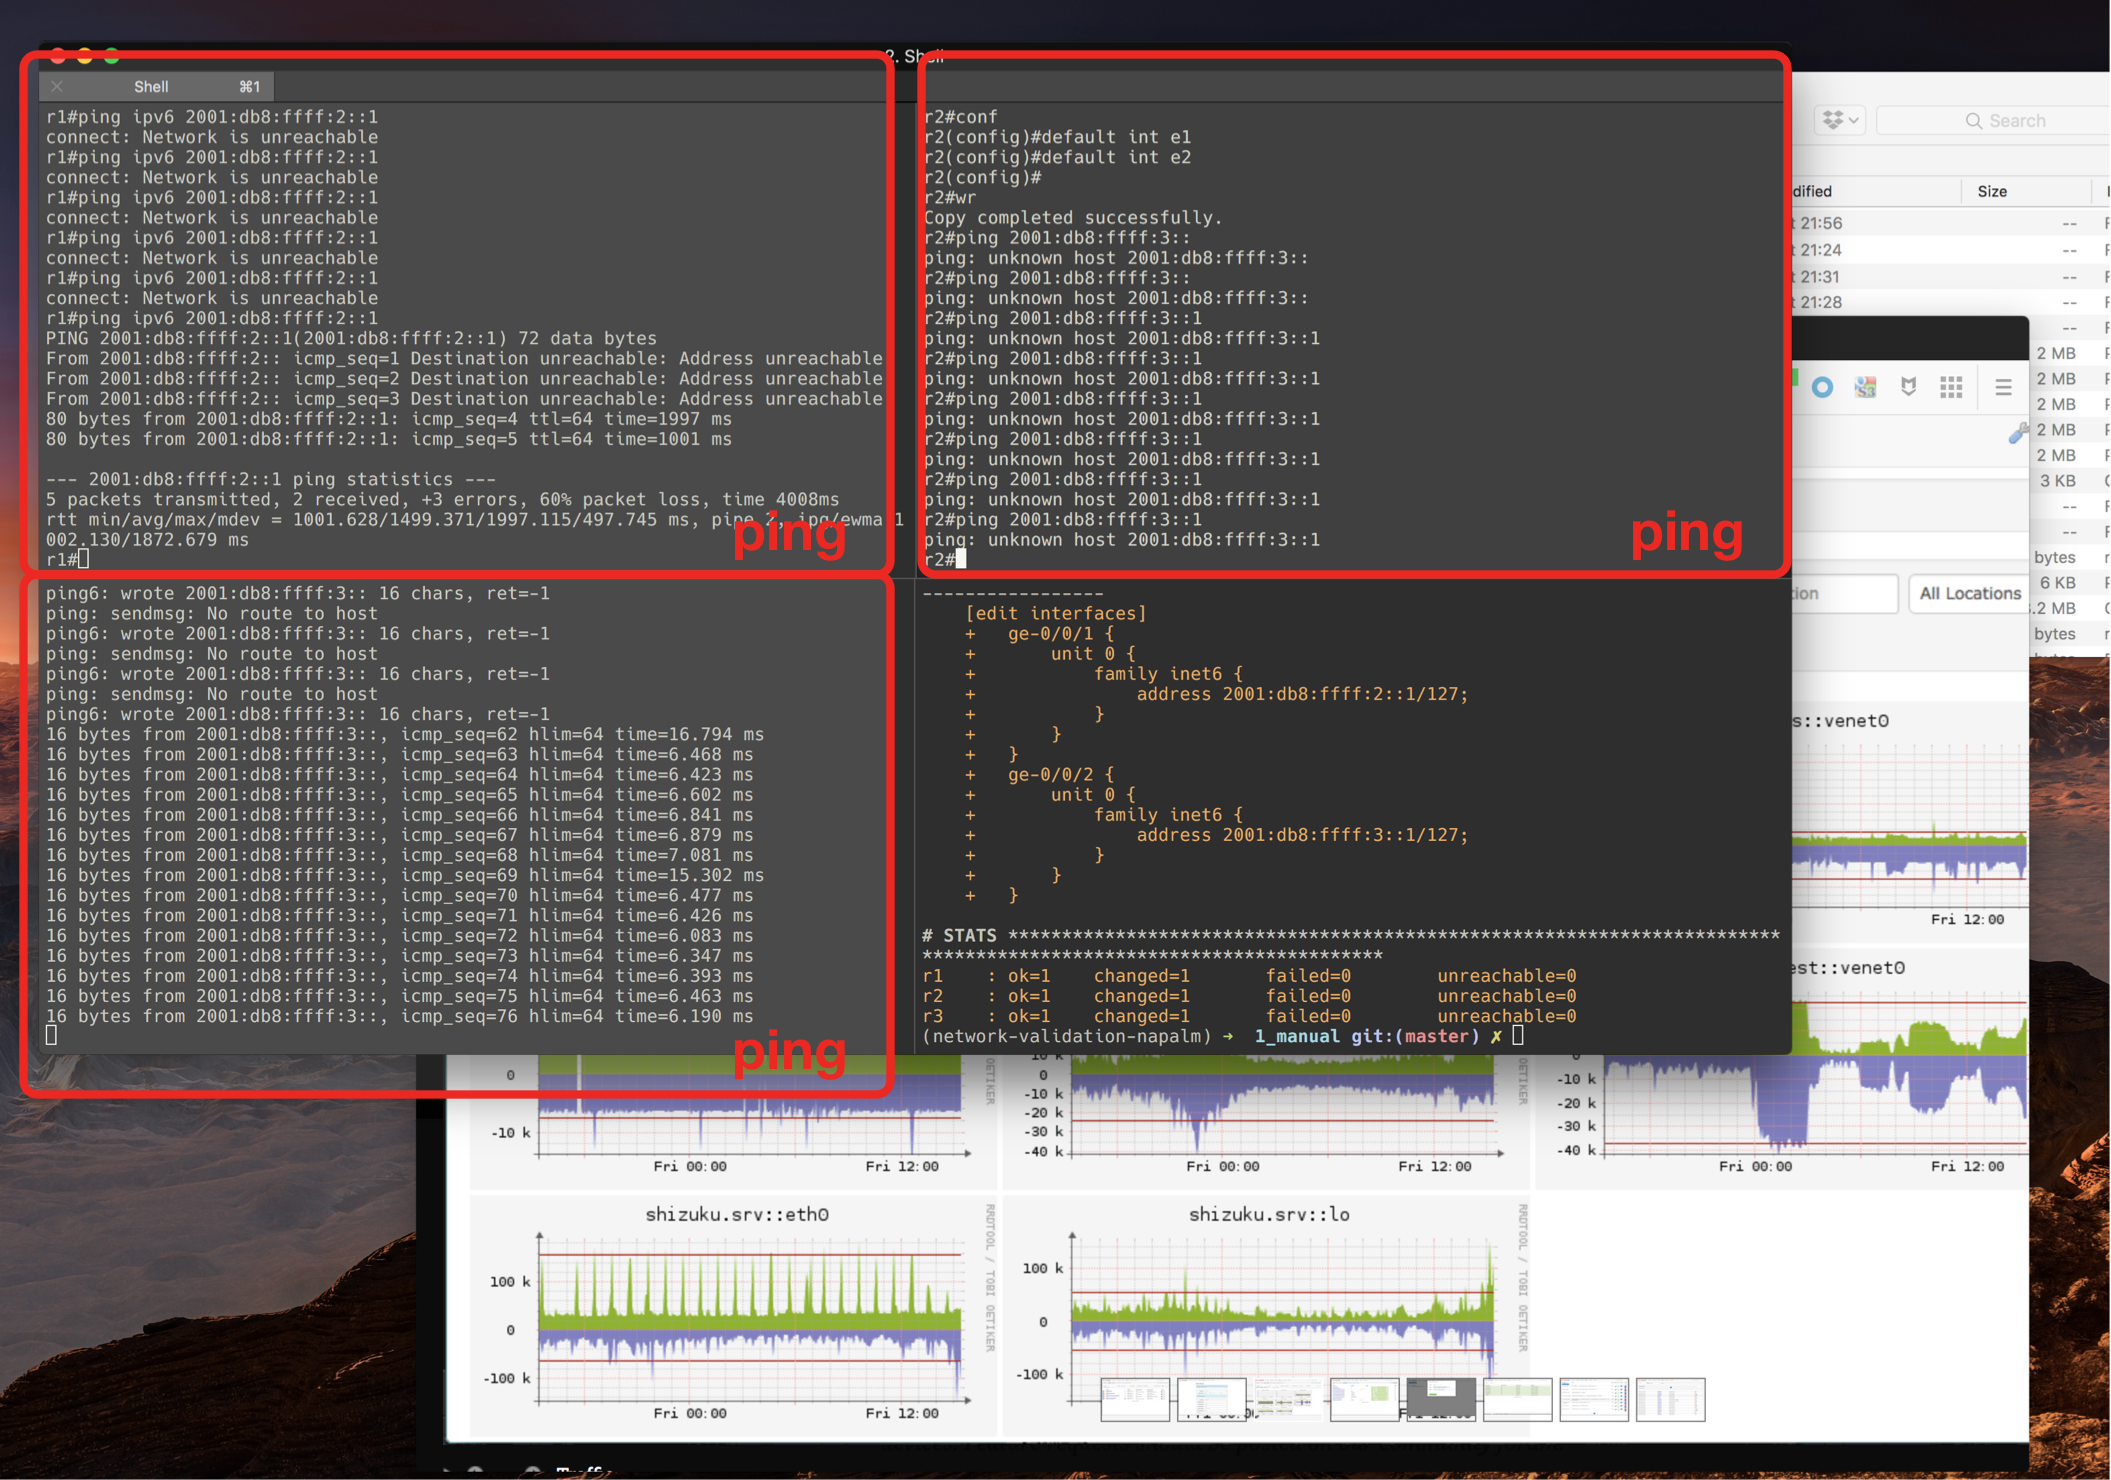 2. Shell
Shell ⌘1
r1#ping ipv6 2001:db8:ffff:2::1
connect: Network is unreachable
r1#ping ipv6 2001:db8:ffff:2::1
connect: Network is unreachable
r1#ping ipv6 2001:db8:ffff:2::1
connect: Network is unreachable
r1#ping ipv6 2001:db8:ffff:2::1
connect: Network is unreachable
r1#ping ipv6 2001:db8:ffff:2::1
connect: Network is unreachable
r1#ping ipv6 2001:db8:ffff:2::1
PING 2001:db8:ffff:2::1(2001:db8:ffff:2::1) 72 data bytes
From 2001:db8:ffff:2:: icmp_seq=1 Destination unreachable: Address unreachable
From 2001:db8:ffff:2:: icmp_seq=2 Destination unreachable: Address unreachable
From 2001:db8:ffff:2:: icmp_seq=3 Destination unreachable: Address unreachable
80 bytes from 2001:db8:ffff:2::1: icmp_seq=4 ttl=64 time=1997 ms
80 bytes from 2001:db8:ffff:2::1: icmp_seq=5 ttl=64 time=1001 ms
--- 2001:db8:ffff:2::1 ping statistics ---
5 packets transmitted, 2 received, +3 errors, 60% packet loss, time 4008ms
rtt min/avg/max/mdev = 1001.628/1499.371/1997.115/497.745 ms, pipe 2, ipg/ewma 1
002.130/1872.679 ms
r1#
ping
r2#conf
r2(config)#default int e1
r2(config)#default int e2
r2(config)#
r2#wr
Copy completed successfully.
r2#ping 2001:db8:ffff:3::
ping: unknown host 2001:db8:ffff:3::
r2#ping 2001:db8:ffff:3::
ping: unknown host 2001:db8:ffff:3::
r2#ping 2001:db8:ffff:3::1
ping: unknown host 2001:db8:ffff:3::1
r2#ping 2001:db8:ffff:3::1
ping: unknown host 2001:db8:ffff:3::1
r2#ping 2001:db8:ffff:3::1
ping: unknown host 2001:db8:ffff:3::1
r2#ping 2001:db8:ffff:3::1
ping: unknown host 2001:db8:ffff:3::1
r2#ping 2001:db8:ffff:3::1
ping: unknown host 2001:db8:ffff:3::1
r2#ping 2001:db8:ffff:3::1
ping: unknown host 2001:db8:ffff:3::1
r2#
ping
ping6: wrote 2001:db8:ffff:3:: 16 chars, ret=-1
ping: sendmsg: No route to host
ping6: wrote 2001:db8:ffff:3:: 16 chars, ret=-1
ping: sendmsg: No route to host
ping6: wrote 2001:db8:ffff:3:: 16 chars, ret=-1
ping: sendmsg: No route to host
ping6: wrote 2001:db8:ffff:3:: 16 chars, ret=-1
16 bytes from 2001:db8:ffff:3::, icmp_seq=62 hlim=64 time=16.794 ms
16 bytes from 2001:db8:ffff:3::, icmp_seq=63 hlim=64 time=6.468 ms
16 bytes from 2001:db8:ffff:3::, icmp_seq=64 hlim=64 time=6.423 ms
16 bytes from 2001:db8:ffff:3::, icmp_seq=65 hlim=64 time=6.602 ms
16 bytes from 2001:db8:ffff:3::, icmp_seq=66 hlim=64 time=6.841 ms
16 bytes from 2001:db8:ffff:3::, icmp_seq=67 hlim=64 time=6.879 ms
16 bytes from 2001:db8:ffff:3::, icmp_seq=68 hlim=64 time=7.081 ms
16 bytes from 2001:db8:ffff:3::, icmp_seq=69 hlim=64 time=15.302 ms
16 bytes from 2001:db8:ffff:3::, icmp_seq=70 hlim=64 time=6.477 ms
16 bytes from 2001:db8:ffff:3::, icmp_seq=71 hlim=64 time=6.426 ms
16 bytes from 2001:db8:ffff:3::, icmp_seq=72 hlim=64 time=6.083 ms
16 bytes from 2001:db8:ffff:3::, icmp_seq=73 hlim=64 time=6.347 ms
16 bytes from 2001:db8:ffff:3::, icmp_seq=74 hlim=64 time=6.393 ms
16 bytes from 2001:db8:ffff:3::, icmp_seq=75 hlim=64 time=6.463 ms
16 bytes from 2001:db8:ffff:3::, icmp_seq=76 hlim=64 time=6.190 ms
ping
-----------------
[edit interfaces]
+ ge-0/0/1 {
+ unit 0 {
+ family inet6 {
+ address 2001:db8:ffff:2::1/127;
+ }
+ }
+ }
+ ge-0/0/2 {
+ unit 0 {
+ family inet6 {
+ address 2001:db8:ffff:3::1/127;
+ }
+ }
+ }
# STATS ************************************************************************
*******************************************
r1 : ok=1 changed=1 failed=0 unreachable=0
r2 : ok=1 changed=1 failed=0 unreachable=0
r3 : ok=1 changed=1 failed=0 unreachable=0
(network-validation-napalm) ➜ 1_manual git:(master) ✗
Search
dified Size
21:56 --
21:24 --
21:31 --
21:28 --
--
2 MB
2 MB
2 MB
2 MB
2 MB
3 KB
--
--
bytes
6 KB
.2 MB
bytes
tion
All Locations
s::venet0
Fri 12:00
est::venet0
0
-10 k
Fri 00:00 Fri 12:00
OETIKER
10 k
0
-10 k
-20 k
-30 k
-40 k
Fri 00:00 Fri 12:00
OETIKER
0
-10 k
-20 k
-30 k
-40 k
Fri 00:00 Fri 12:00
shizuku.srv::eth0
100 k
0
-100 k
Fri 00:00 Fri 12:00
RRDTOOL / TOBI OETIKER
shizuku.srv::lo
100 k
0
-100 k
RRDTOOL / TOBI OETIKER